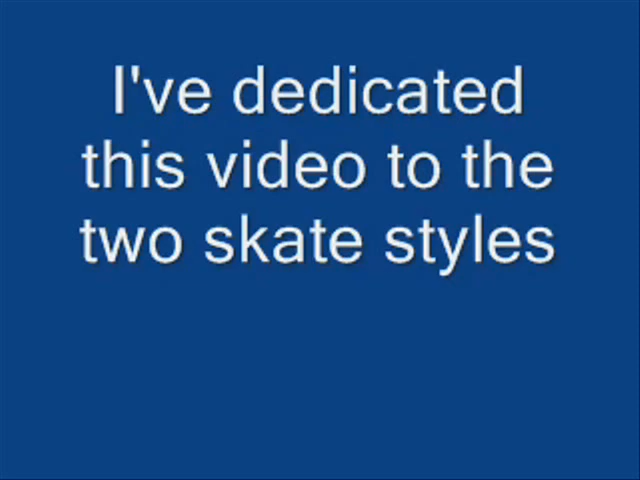 I've dedicated
this video to the
two skate styles